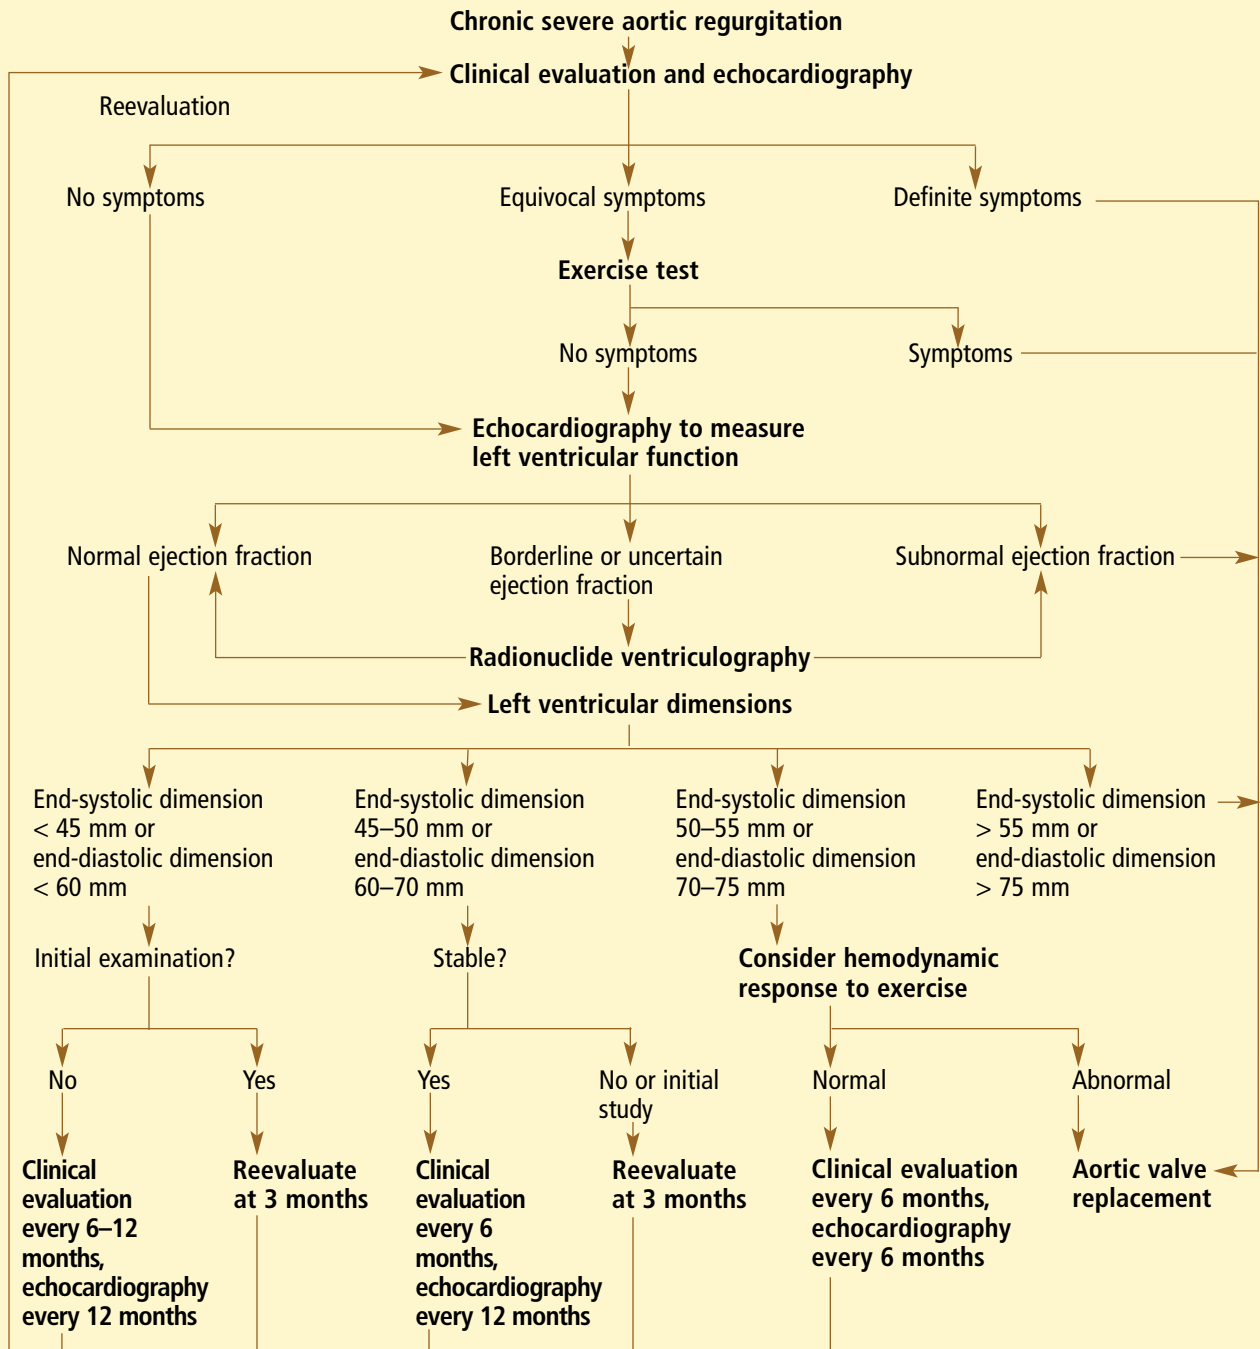 Chronic severe aortic regurgitation
Clinical evaluation and echocardiography
Reevaluation
No symptoms
Equivocal symptoms
Definite symptoms
Exercise test
No symptoms
Symptoms
Echocardiography to measure
left ventricular function
Normal ejection fraction
Borderline or uncertain
ejection fraction
Subnormal ejection fraction
Radionuclide ventriculography
Left ventricular dimensions
End-systolic dimension
< 45 mm or
end-diastolic dimension
< 60 mm
End-systolic dimension
45–50 mm or
end-diastolic dimension
60–70 mm
End-systolic dimension
50–55 mm or
end-diastolic dimension
70–75 mm
End-systolic dimension
> 55 mm or
end-diastolic dimension
> 75 mm
Initial examination?
Stable?
Consider hemodynamic
response to exercise
No
Yes
Yes
No or initial
study
Normal
Abnormal
Clinical
evaluation
every 6–12
months,
echocardiography
every 12 months
Reevaluate
at 3 months
Clinical
evaluation
every 6
months,
echocardiography
every 12 months
Reevaluate
at 3 months
Clinical evaluation
every 6 months,
echocardiography
every 6 months
Aortic valve
replacement